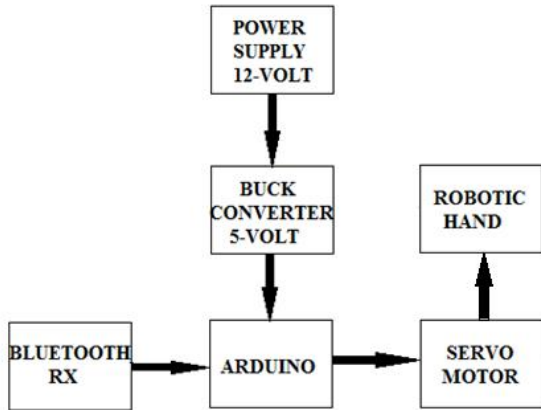 POWER
SUPPLY
12-VOLT
BUCK
CONVERTER
5-VOLT
ROBOTIC
HAND
BLUETOOTH
RX
ARDUINO
SERVO
MOTOR